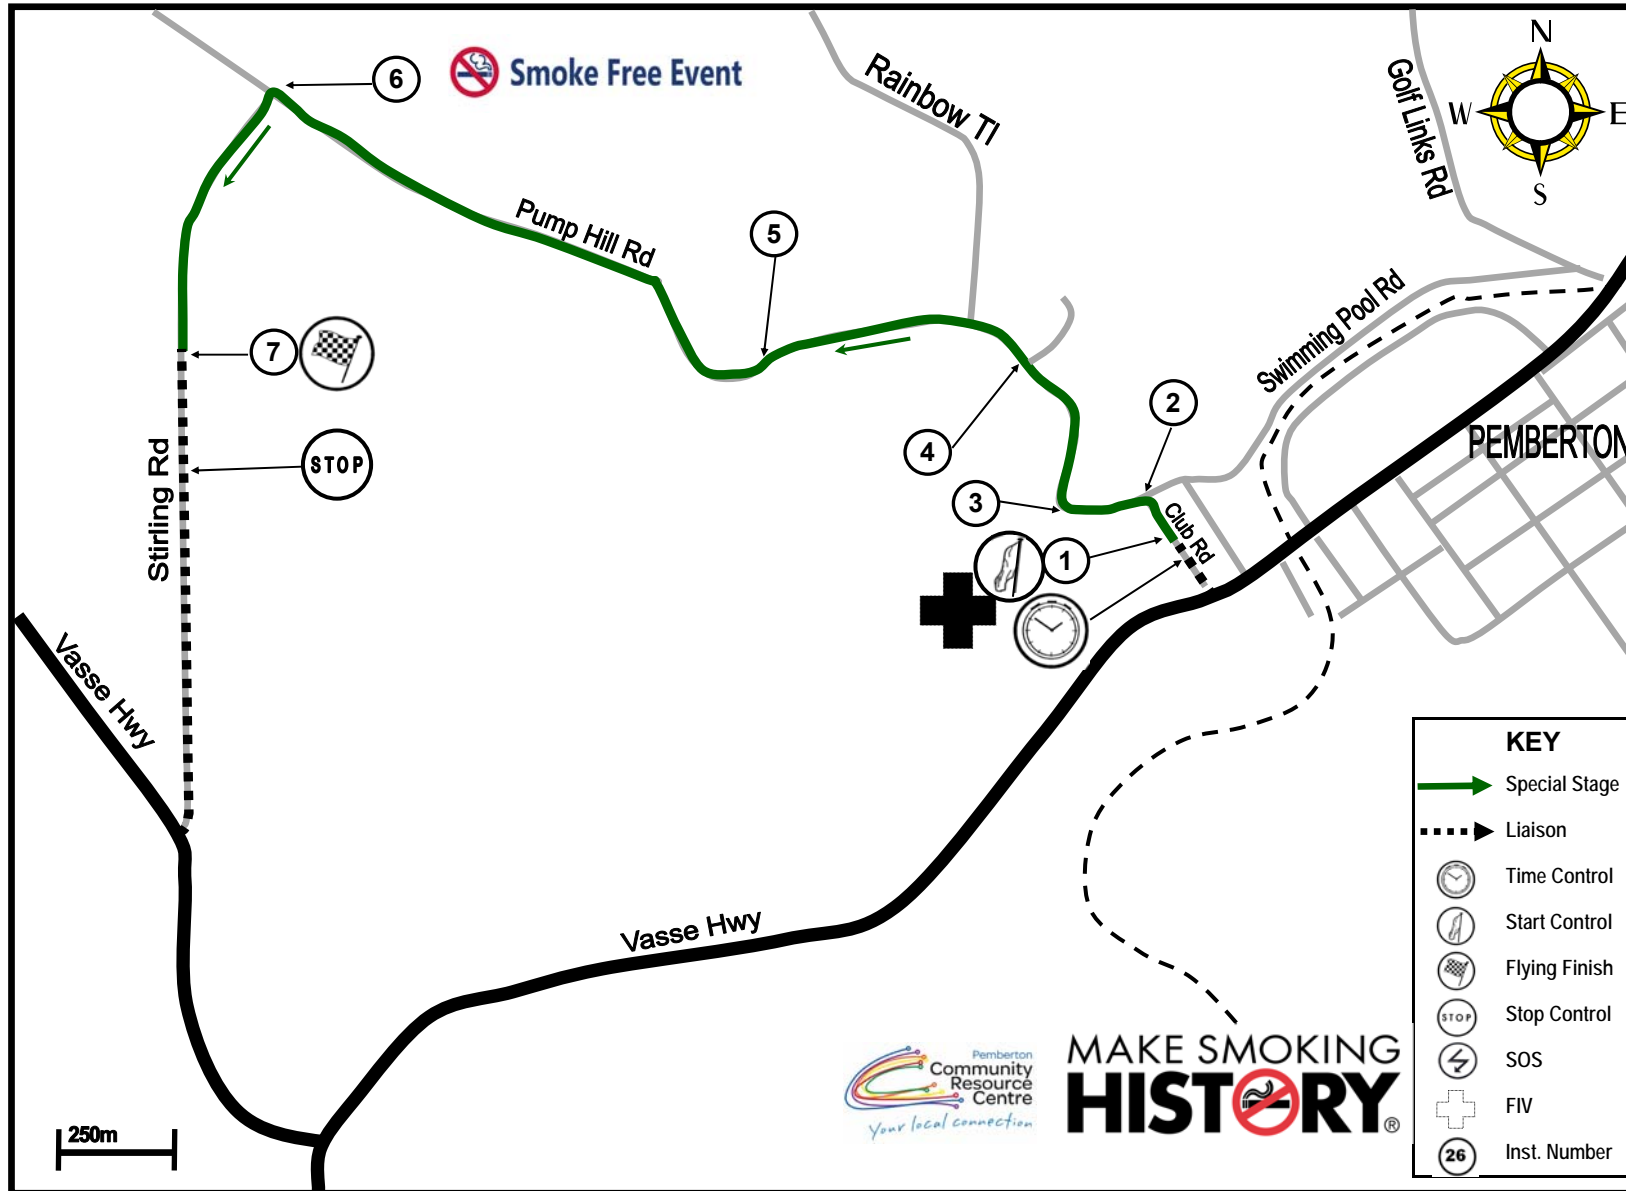 6
Smoke Free Event
Rainbow Tl
Golf Links Rd
N
W
E
S
Pump Hill Rd
5
Swimming Pool Rd
7
2
4
PEMBERTON
STOP
Stirling Rd
3
Club Rd
1
Vasse Hwy
Vasse Hwy
KEY
Special Stage
Liaison
Time Control
Start Control
Flying Finish
STOP
Stop Control
SOS
FIV
26
Inst. Number
Pemberton
Community
Resource
Centre
Your local connection
MAKE SMOKING
HISTORY®
250m